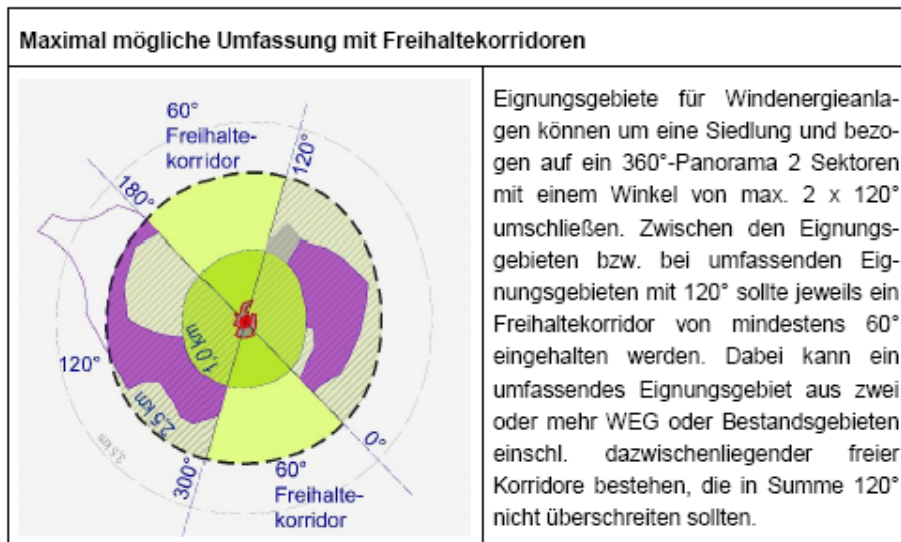 Maximal mögliche Umfassung mit Freihaltekorridoren
60°
Freihalte-
korridor
120°
180°
1,0 km
120°
2,5 km
3,5 km
0°
300°
60°
Freihalte-
korridor
Eignungsgebiete für Windenergieanla-
gen können um eine Siedlung und bezo-
gen auf ein 360°-Panorama 2 Sektoren
mit einem Winkel von max. 2 x 120°
umschließen. Zwischen den Eignungs-
gebieten bzw. bei umfassenden Eig-
nungsgebieten mit 120° sollte jeweils ein
Freihaltekorridor von mindestens 60°
eingehalten werden. Dabei kann ein
umfassendes Eignungsgebiet aus zwei
oder mehr WEG oder Bestandsgebieten
einschl. dazwischenliegender freier
Korridore bestehen, die in Summe 120°
nicht überschreiten sollten.